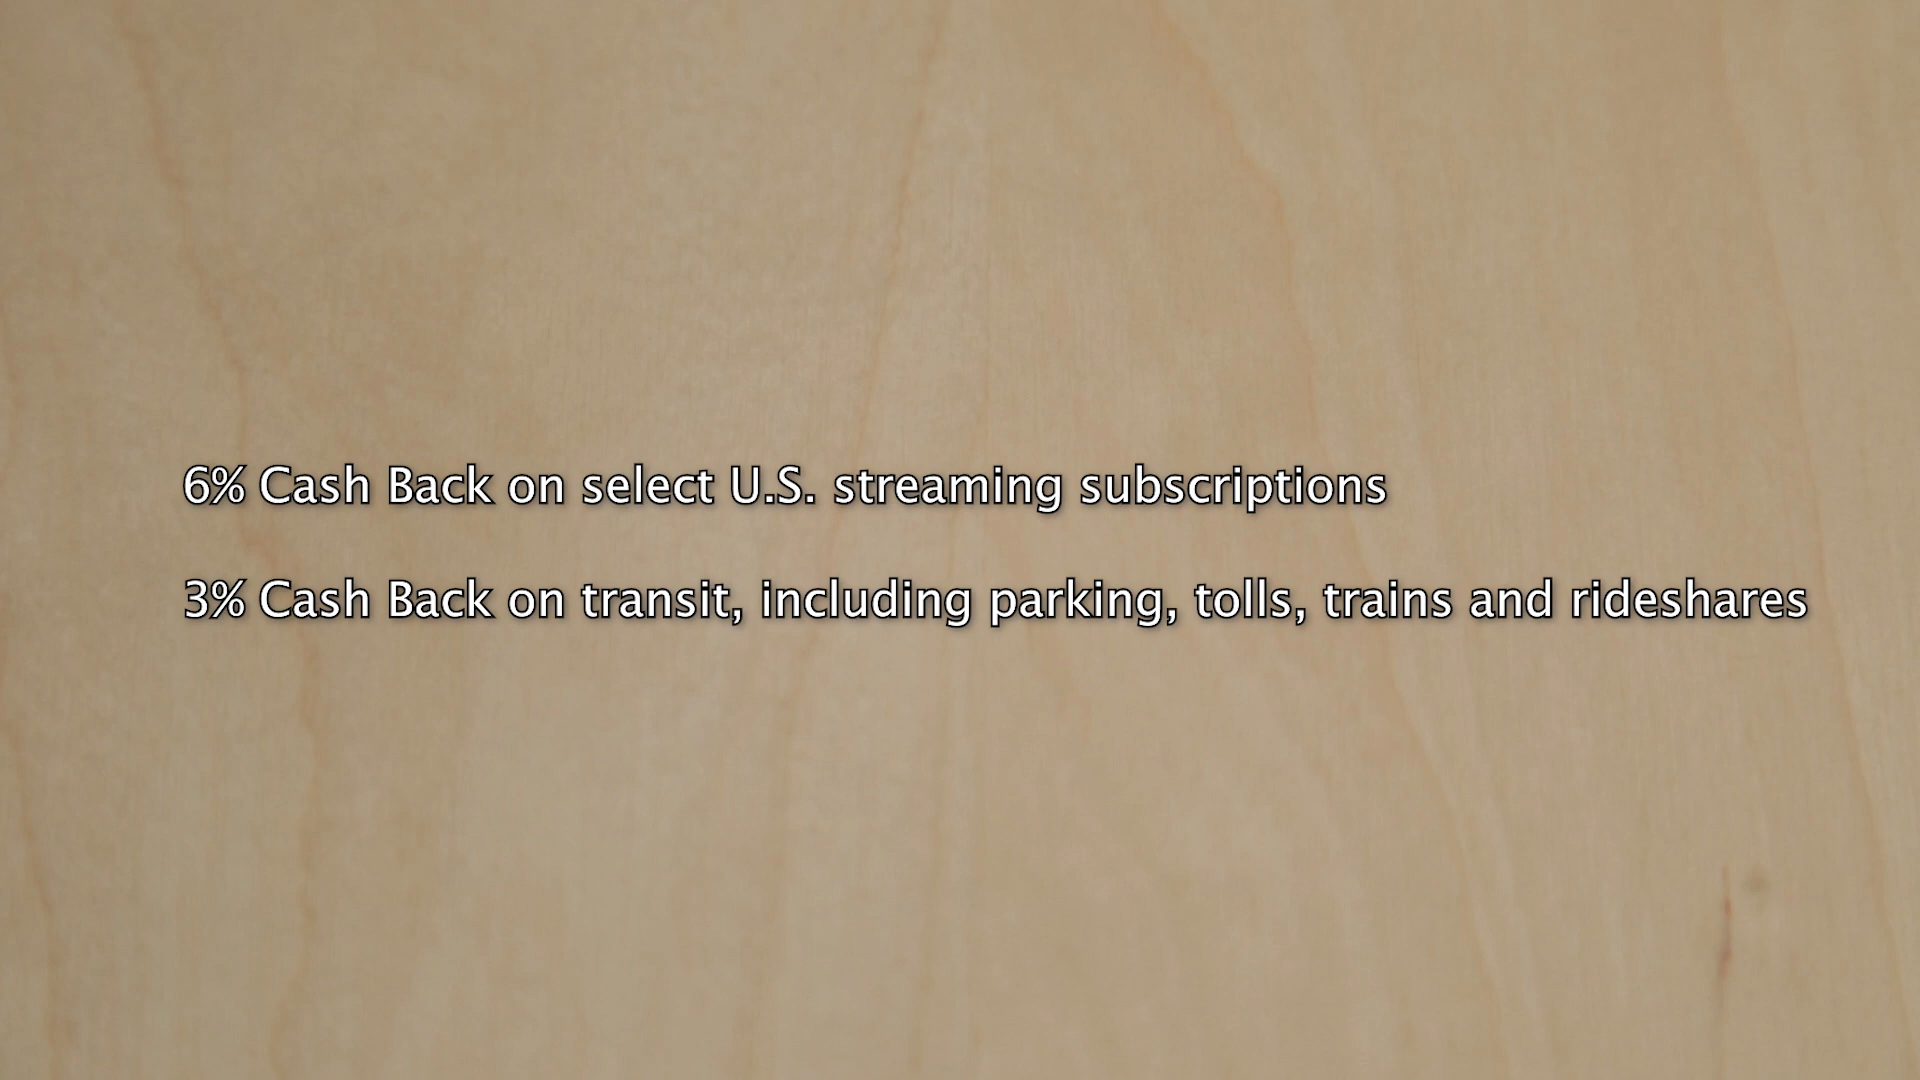 6% Cash Back on select U.S. streaming subscriptions
3% Cash Back on transit, including parking, tolls, trains and rideshares